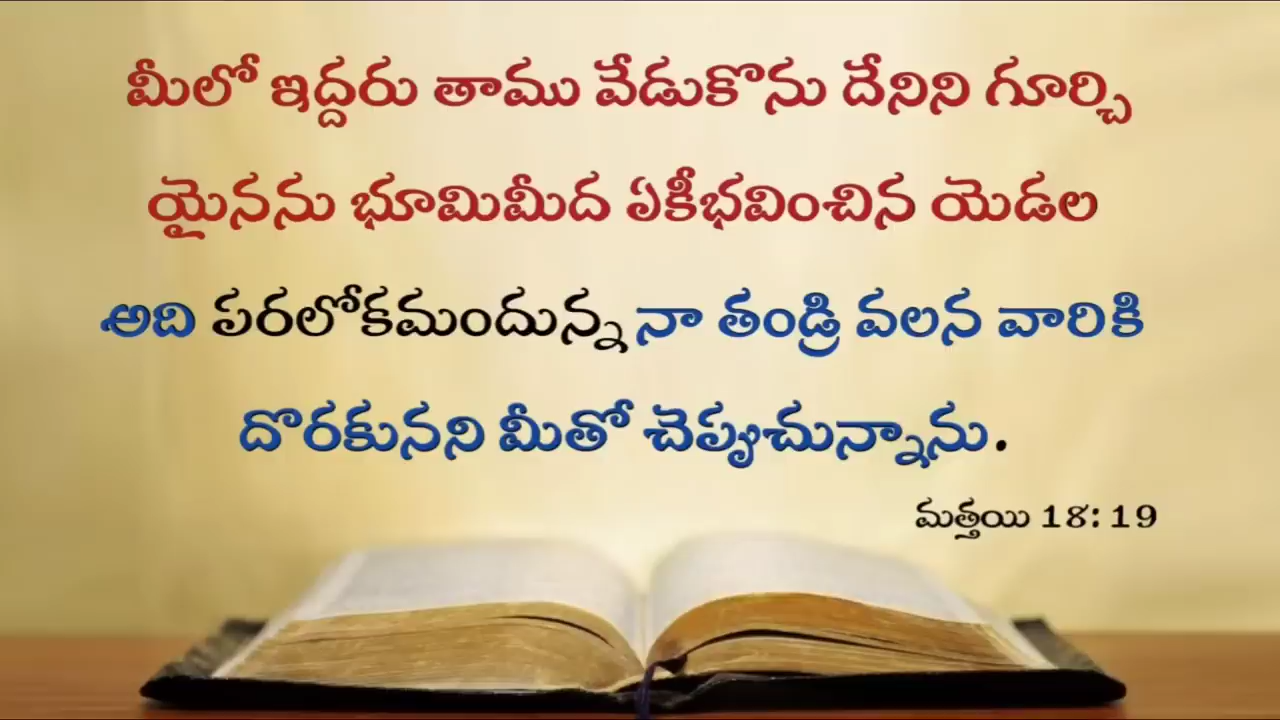 మీలో ఇద్దరు తాము వేడుకొను దేనిని గూర్చి
యైనను భూమిమీద ఏకీభవించిన యెడల
అది పరలోకమందున్న నా తండ్రి వలన వారికి
దొరకునని మీతో చెప్పుచున్నాను.
మత్తయి 18: 19